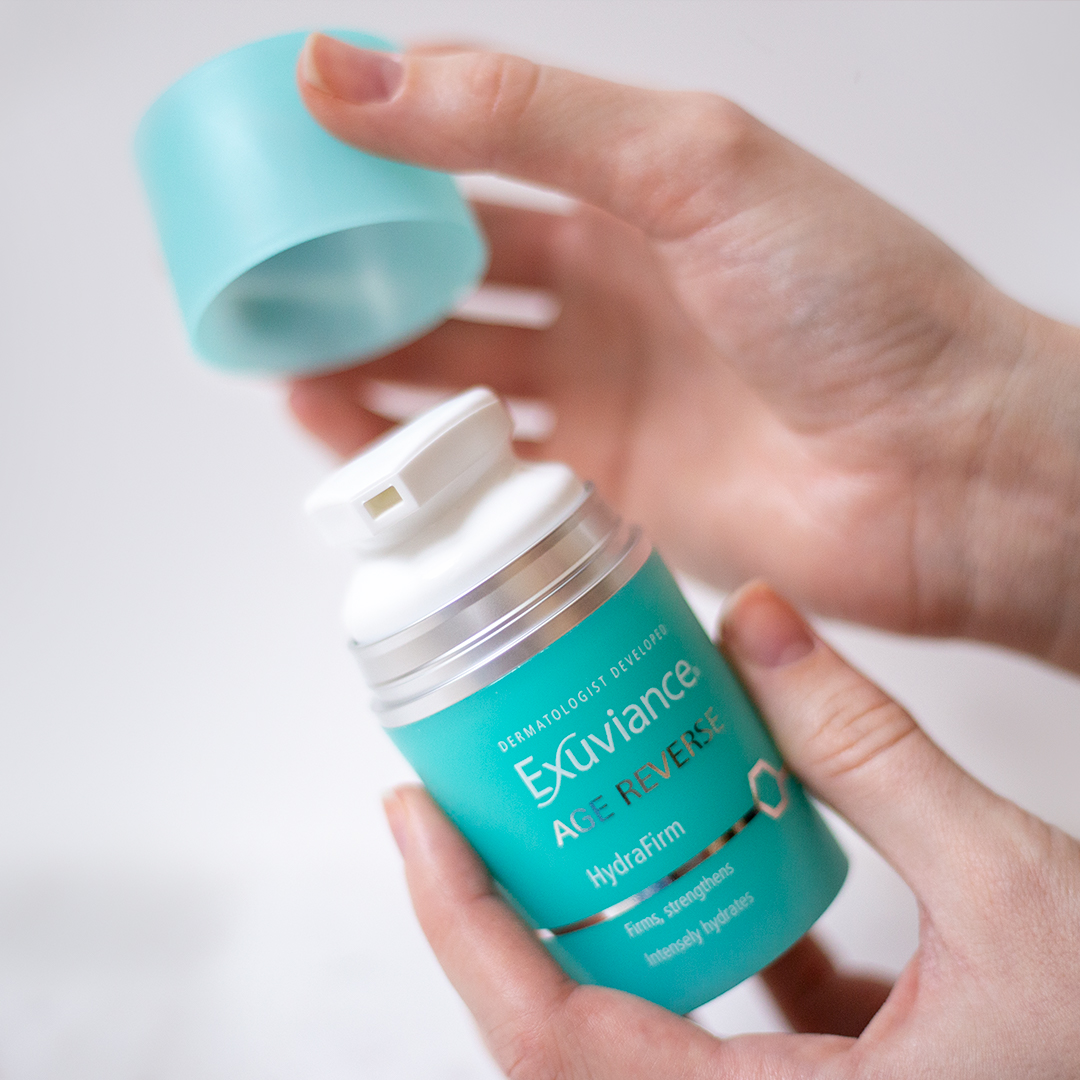 DERMATOLOGIST DEVELOPED
Exuviance®
AGE REVERSE
HydraFirm
Firms, strengthens
Intensely hydrates